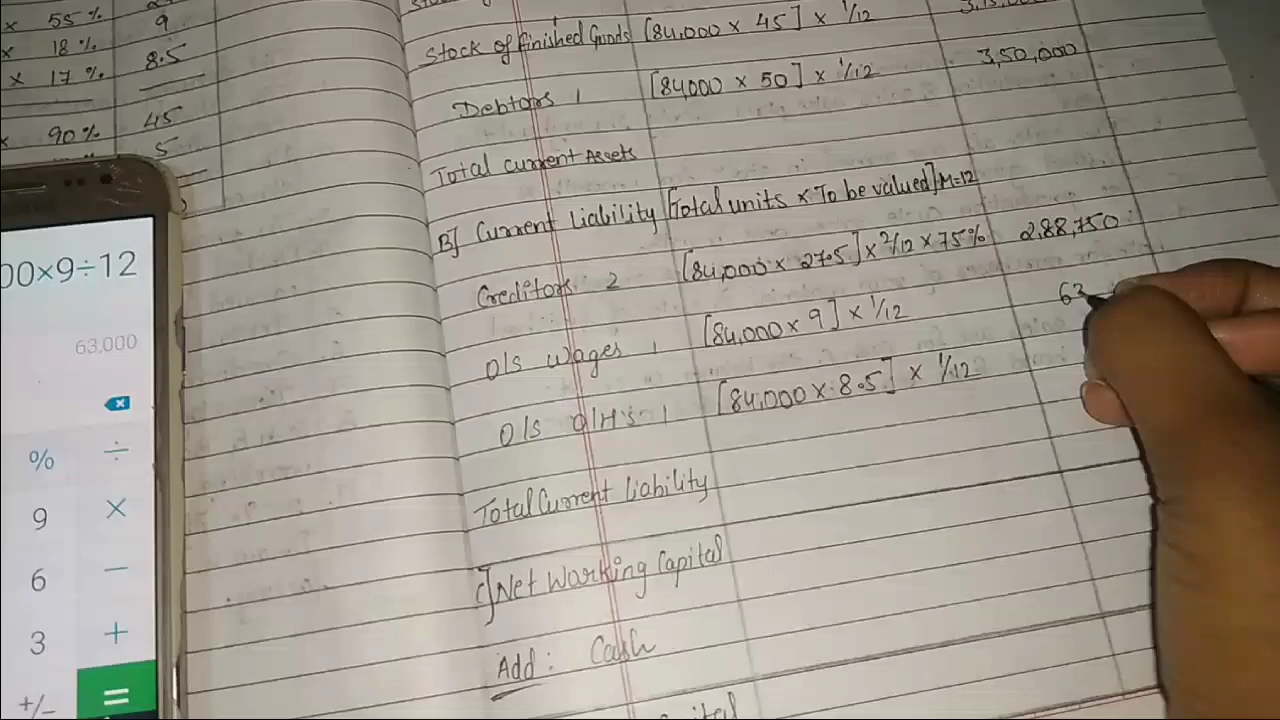 × 55%
× 18% 9
× 17% 8.5
× 90% 45
5
Stock of Finished Goods [84,000 × 45] × 1/12
Debtors 1 [84,000 × 50] × 1/12 3,50,000
Total Current Assets
B] Current Liability [Total units × To be valued] M=12
Creditors 2 [84,000 × 27.5] × 2/12 × 75% 2,88,750
O/S Wages 1 [84,000 × 9] × 1/12 63
O/S O/H's 1 [84,000 × 8.5] × 1/12
Total Current Liability
C] Net Working Capital
Add: Cash
00×9÷12
63,000
% ÷
9 ×
6 −
3 +
+/− =